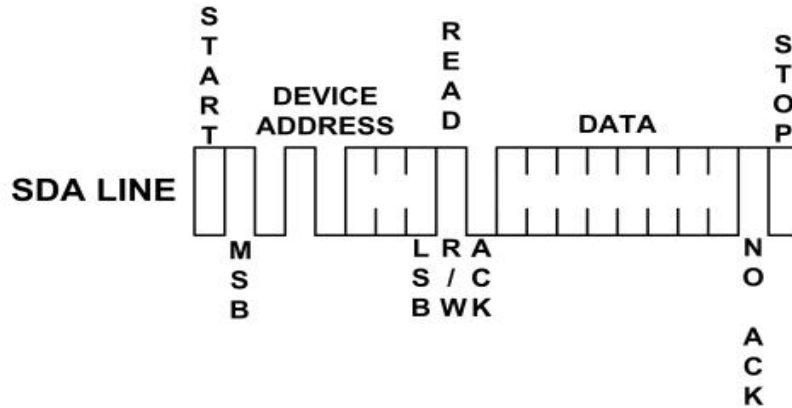 START
DEVICE
ADDRESS
READ
DATA
STOP
SDA LINE
MSB
LSB
R/W
ACK
NO ACK